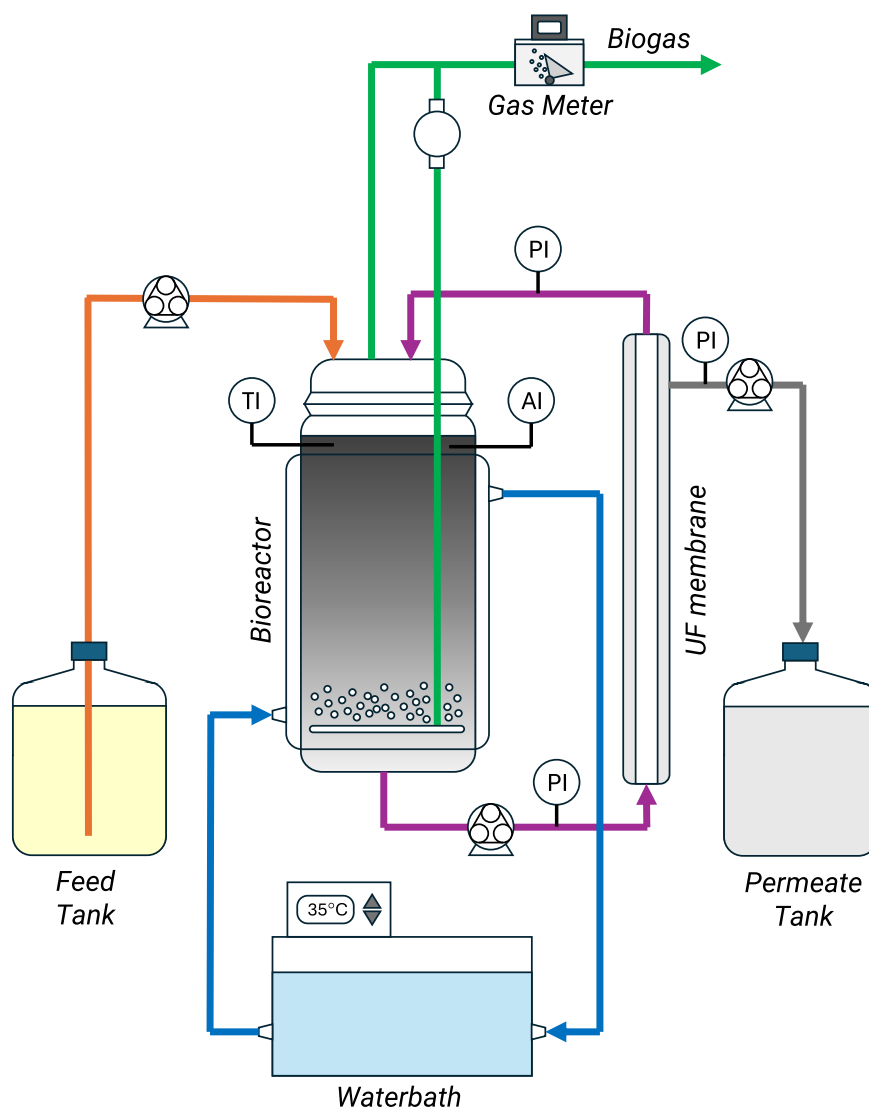 Biogas
Gas Meter
PI
PI
TI
AI
Bioreactor
UF membrane
PI
Feed
Tank
Permeate
Tank
35°C
Waterbath